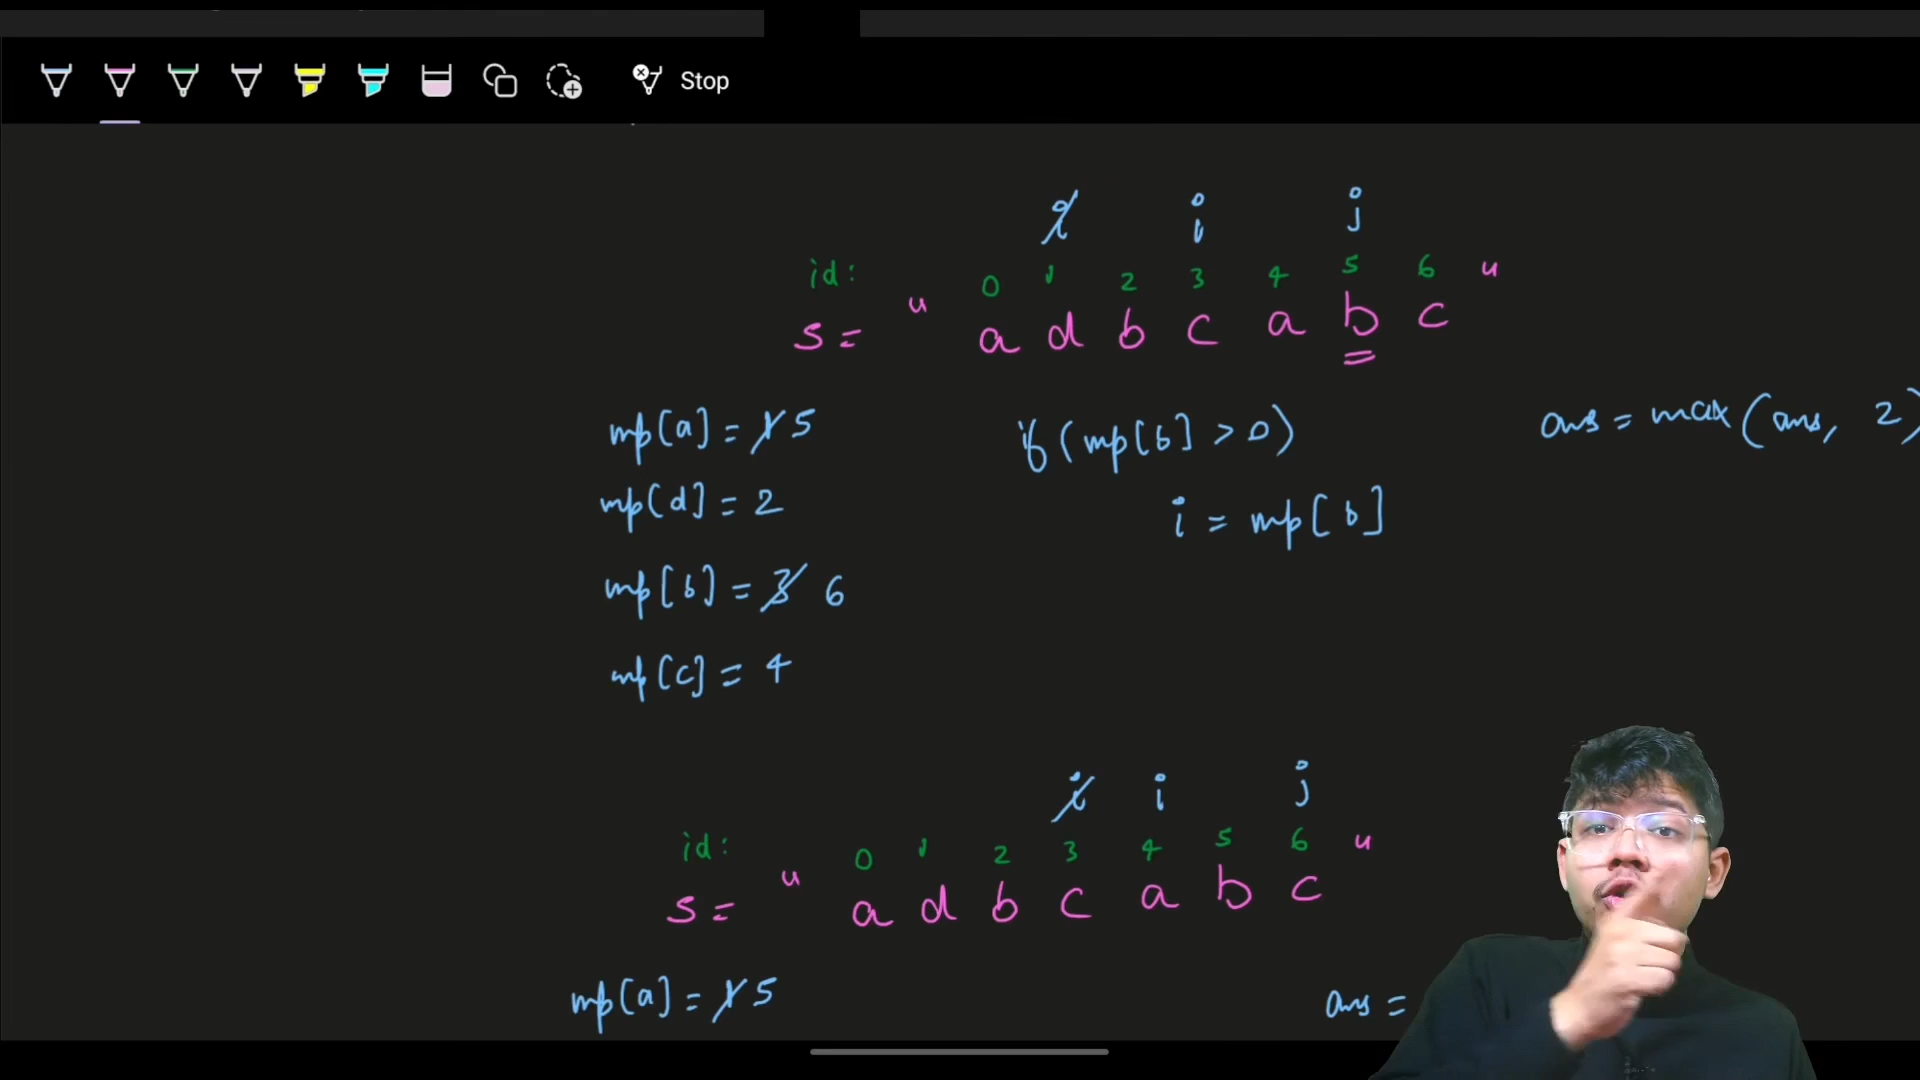 Stop
i i j
id: 0 1 2 3 4 5 6
s = " a d b c a b c "
mp[a] = 1 5
if (mp[b] > 0)
ans = max(ans, 2)
mp[d] = 2
i = mp[b]
mp[b] = 3 6
mp[c] = 4
i i j
id: 0 1 2 3 4 5 6
s = " a d b c a b c "
mp[a] = 1 5
ans =